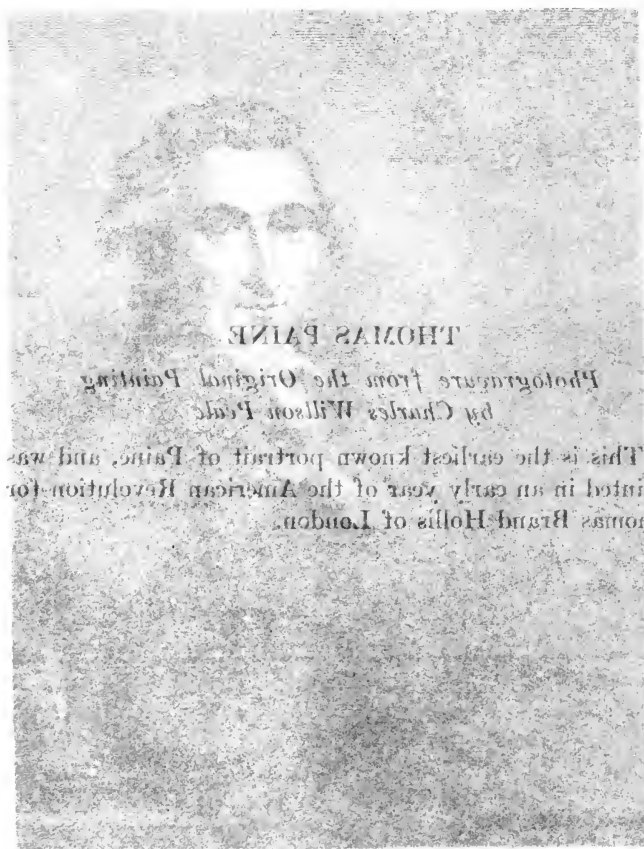 THOMAS PAINE
Photogravure from the Original Painting
by Charles Willson Peale
This is the earliest known portrait of Paine, and was
inted in an early year of the American Revolution for
homas Brand Hollis of London.